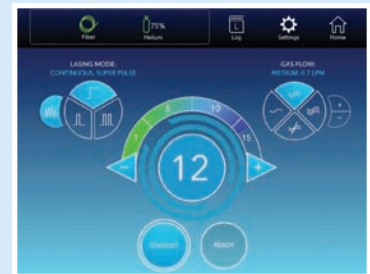 75%
Fiber
Helium
L
Log
Settings
Home
LASING MODE:
CONTINUOUS, SUPER PULSE
GAS FLOW:
MEDIUM: 0.7 LPM
1
5
10
15
-
12
+
+
-
STANDBY
READY